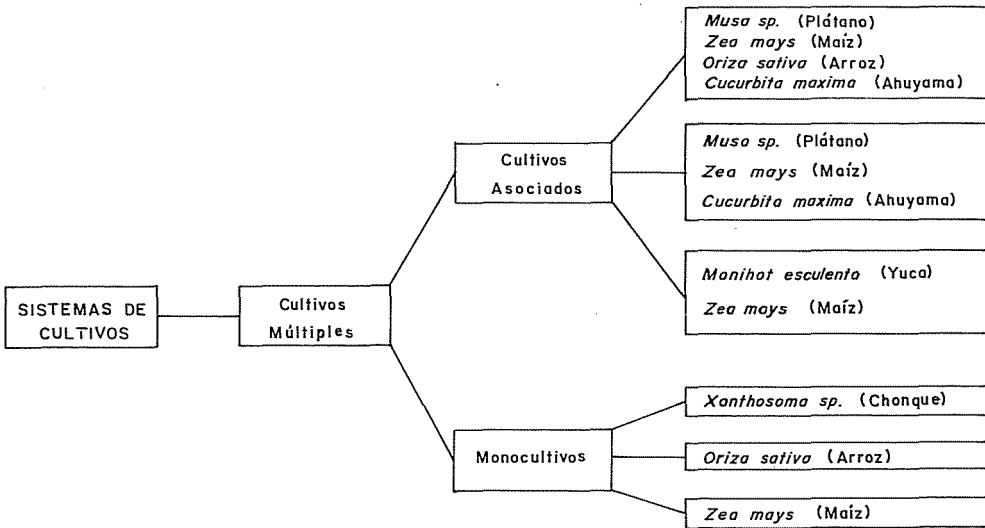 Musa sp. (Plátano)
Zea mays (Maíz)
Oriza sativa (Arroz)
Cucurbita maxima (Ahuyama)
Musa sp. (Plátano)
Zea mays (Maíz)
Cucurbita maxima (Ahuyama)
Cultivos
Asociados
Manihot esculenta (Yuca)
Zea mays (Maíz)
SISTEMAS DE
CULTIVOS
Cultivos
Múltiples
Xanthosoma sp. (Chonque)
Monocultivos
Oriza sativa (Arroz)
Zea mays (Maíz)